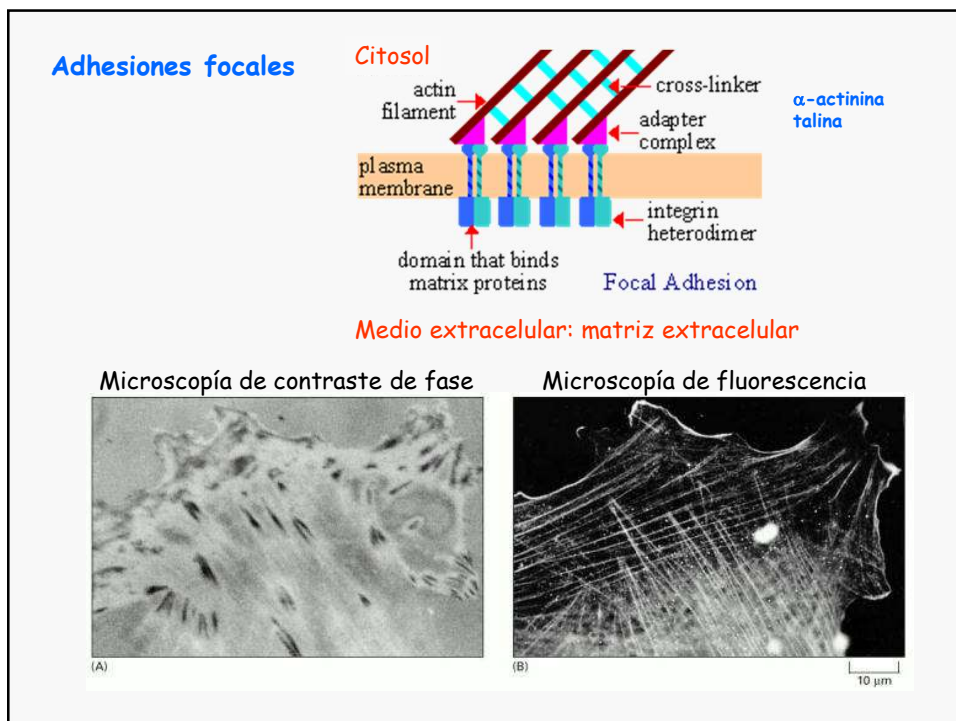 Adhesiones focales
Citosol
actin
filament
cross-linker
α-actinina
talina
adapter
complex
plasma
membrane
integrin
heterodimer
domain that binds
matrix proteins
Focal Adhesion
Medio extracelular: matriz extracelular
Microscopía de contraste de fase
Microscopía de fluorescencia
(A)
(B)
10 μm